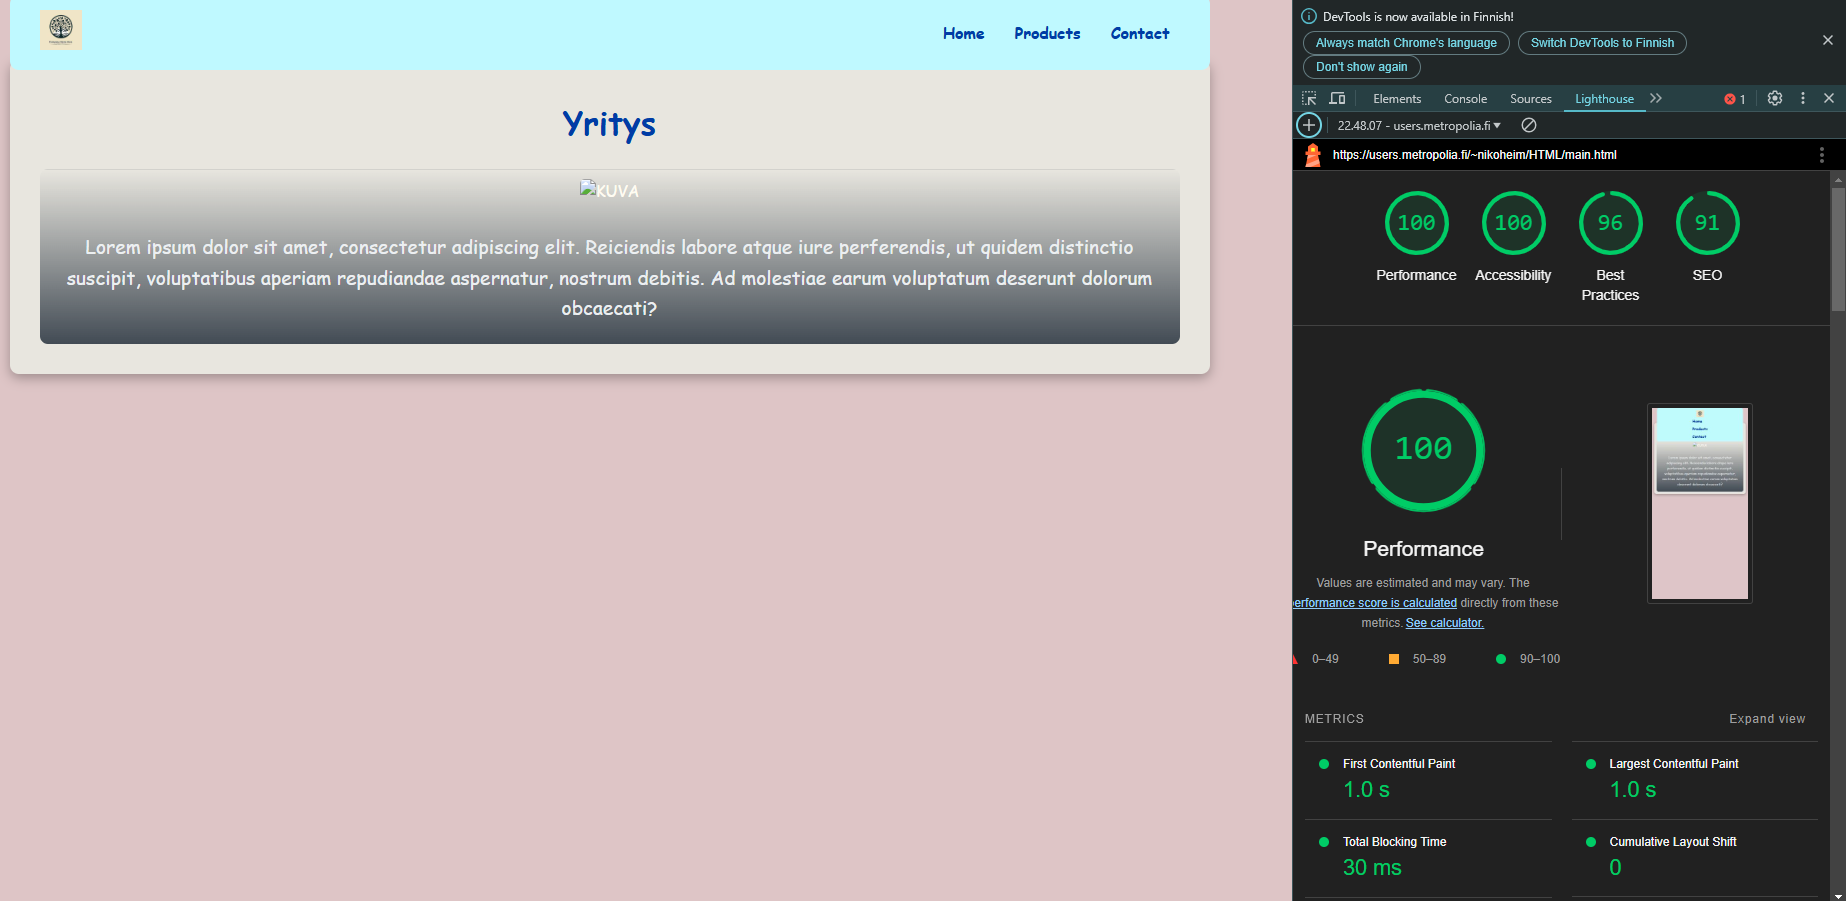 Home Products Contact
Yritys
KUVA
Lorem ipsum dolor sit amet, consectetur adipiscing elit. Reiciendis labore atque iure perferendis, ut quidem distinctio
suscipit, voluptatibus aperiam repudiandae aspernatur, nostrum debitis. Ad molestiae earum voluptatum deserunt dolorum
obcaecati?
DevTools is now available in Finnish!
Always match Chrome's language Switch DevTools to Finnish
Don't show again
Elements Console Sources Lighthouse 1
22.48.07 - users.metropolia.fi
https://users.metropolia.fi/~nikoheim/HTML/main.html
100 100 96 91
Performance Accessibility Best Practices SEO
100
Performance
Values are estimated and may vary. The
erformance score is calculated directly from these
metrics. See calculator.
0–49 50–89 90–100
METRICS Expand view
First Contentful Paint
1.0 s
Largest Contentful Paint
1.0 s
Total Blocking Time
30 ms
Cumulative Layout Shift
0
Home
Products
Contact